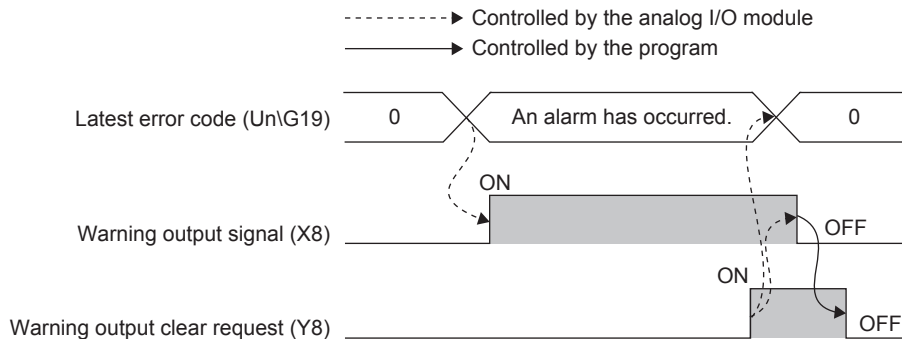 Controlled by the analog I/O module
Controlled by the program
Latest error code (Un\G19)
0
An alarm has occurred.
0
ON
Warning output signal (X8)
OFF
ON
Warning output clear request (Y8)
OFF